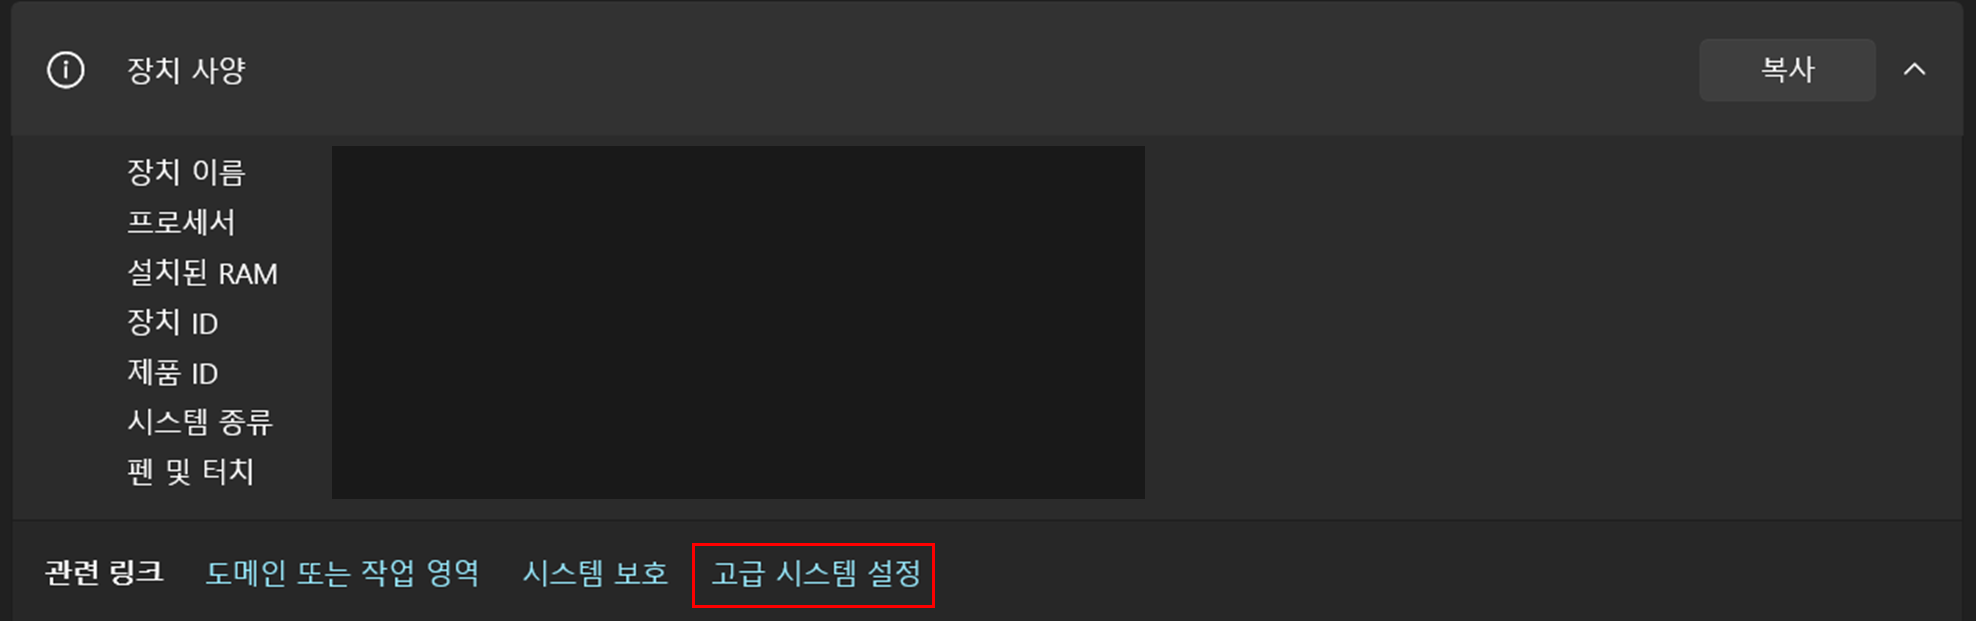 장치 사양
복사
장치 이름
프로세서
설치된 RAM
장치 ID
제품 ID
시스템 종류
펜 및 터치
관련 링크 도메인 또는 작업 영역 시스템 보호 고급 시스템 설정